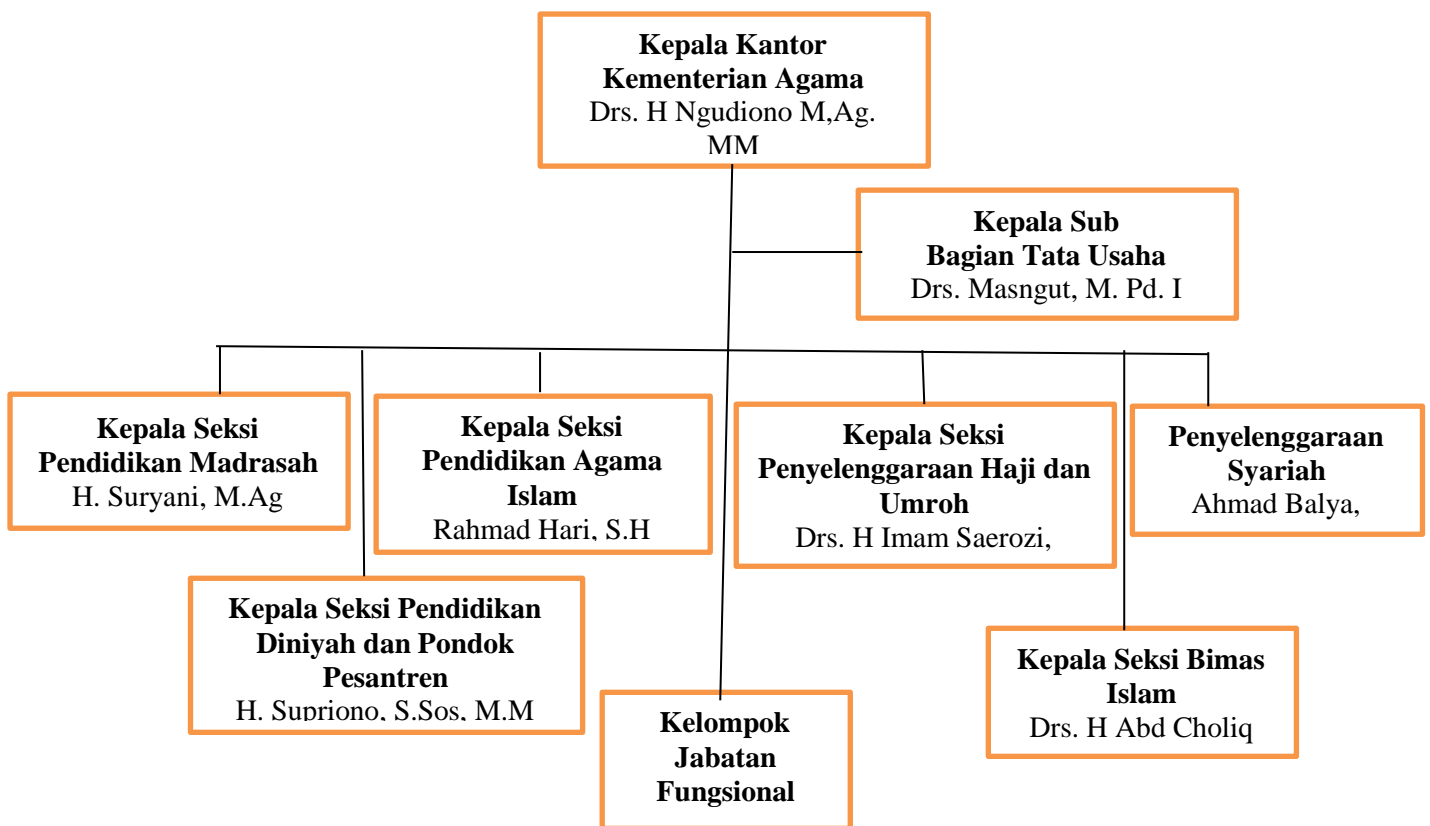 Kepala Kantor
Kementerian Agama
Drs. H Ngudiono M,Ag.
MM
Kepala Sub
Bagian Tata Usaha
Drs. Masngut, M. Pd. I
Kepala Seksi
Pendidikan Madrasah
H. Suryani, M.Ag
Kepala Seksi
Pendidikan Agama
Islam
Rahmad Hari, S.H
Kepala Seksi
Penyelenggaraan Haji dan
Umroh
Drs. H Imam Saerozi,
Penyelenggaraan
Syariah
Ahmad Balya,
Kepala Seksi Pendidikan
Diniyah dan Pondok
Pesantren
H. Supriono, S.Sos, M.M
Kelompok
Jabatan
Fungsional
Kepala Seksi Bimas
Islam
Drs. H Abd Choliq